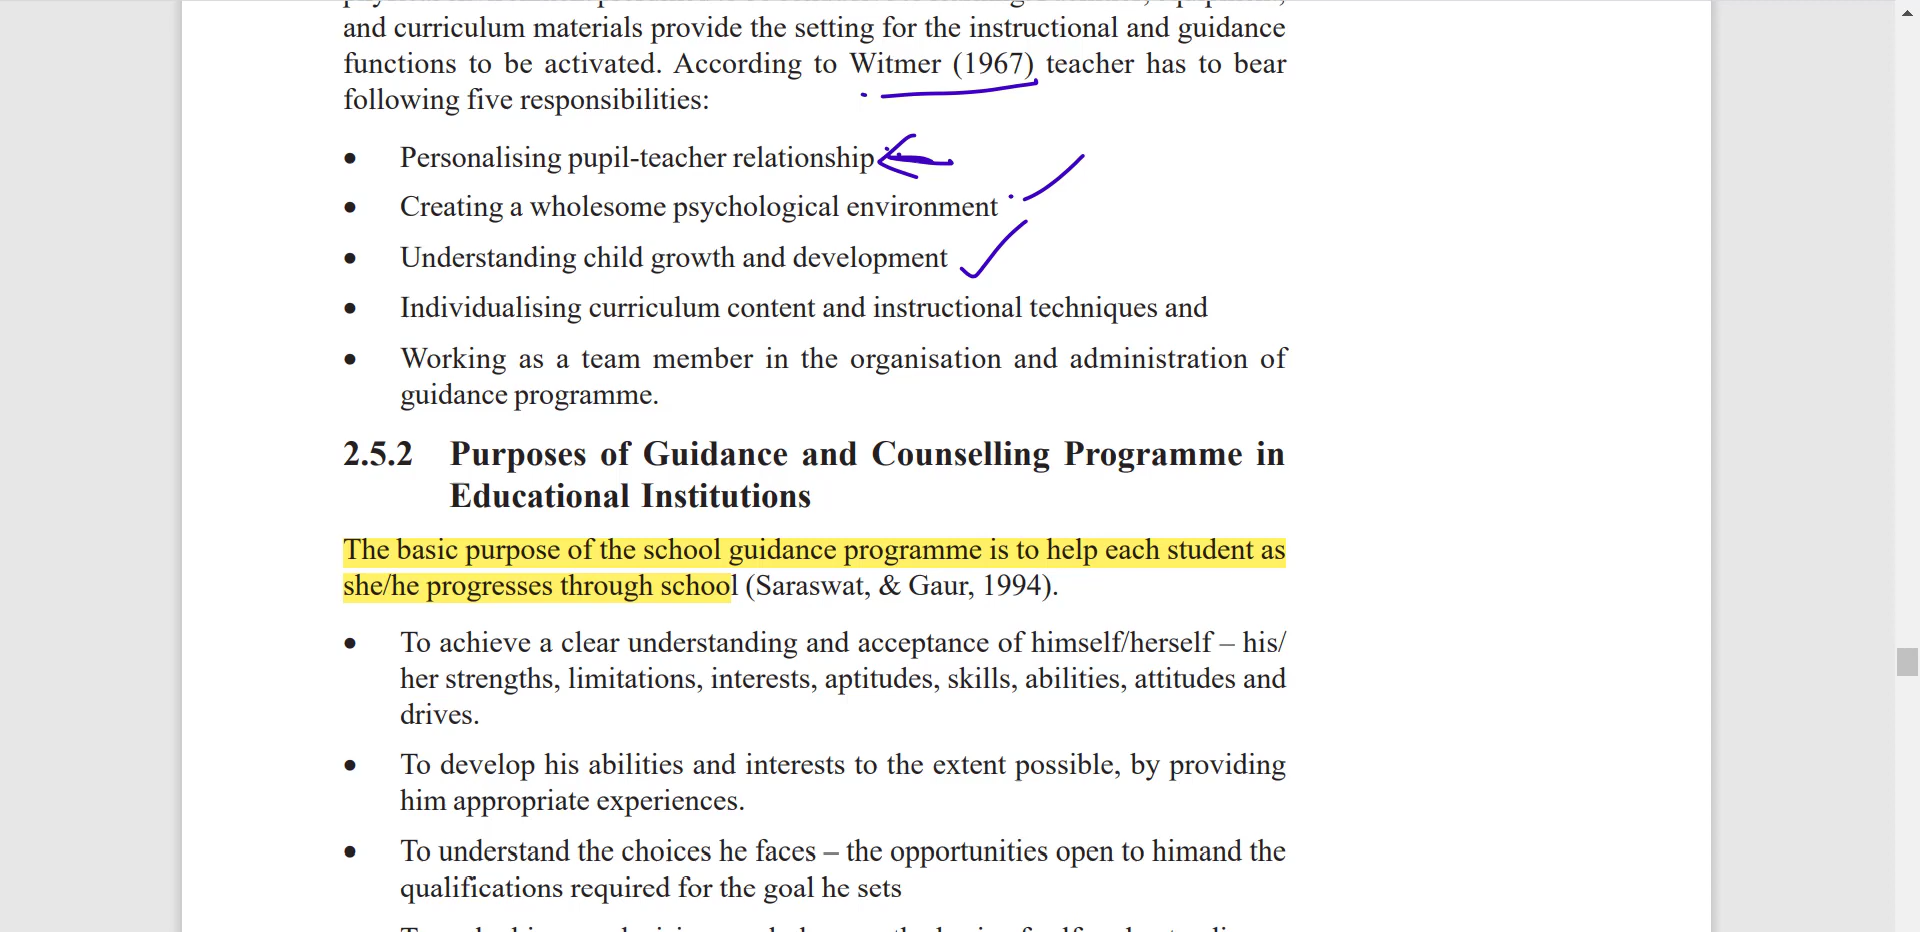 and curriculum materials provide the setting for the instructional and guidance
functions to be activated. According to Witmer (1967) teacher has to bear
following five responsibilities:
• Personalising pupil-teacher relationship
• Creating a wholesome psychological environment
• Understanding child growth and development
• Individualising curriculum content and instructional techniques and
• Working as a team member in the organisation and administration of
guidance programme.
2.5.2 Purposes of Guidance and Counselling Programme in
Educational Institutions
The basic purpose of the school guidance programme is to help each student as
she/he progresses through school (Saraswat, & Gaur, 1994).
• To achieve a clear understanding and acceptance of himself/herself – his/
her strengths, limitations, interests, aptitudes, skills, abilities, attitudes and
drives.
• To develop his abilities and interests to the extent possible, by providing
him appropriate experiences.
• To understand the choices he faces – the opportunities open to himand the
qualifications required for the goal he sets